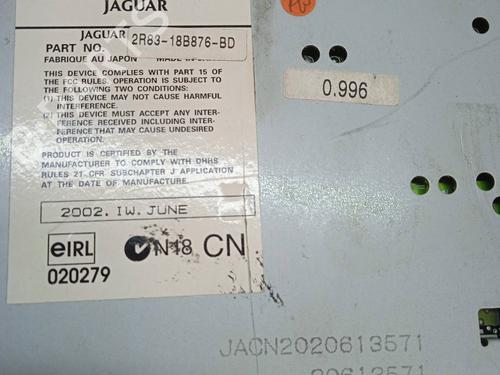 JAGUAR
JAGUAR 2R83-18B876-BD
PART NO.
FABRIQUE AU JAPON MADE IN
THIS DEVICE COMPLIES WITH PART 15 OF
THE FCC RULES. OPERATION IS SUBJECT TO
THE FOLLOWING TWO CONDITIONS:
(1) THIS DEVICE MAY NOT CAUSE HARMFUL
INTERFERENCE.
(2) THIS DEVICE MUST ACCEPT ANY INTER-
FERENCE RECEIVED INCLUDING INTER-
FERENCE THAT MAY CAUSE UNDESIRED
OPERATION.
PRODUCT IS CERTIFIED BY THE
MANUFACTURER TO COMPLY WITH DHHS
RULES 21 CFR SUBCHAPTER J APPLICATION
AT THE DATE OF MANUFACTURE.
2002. IW. JUNE
eIRL
020279
N18 CN
0.996
JACN2020613571
20613571